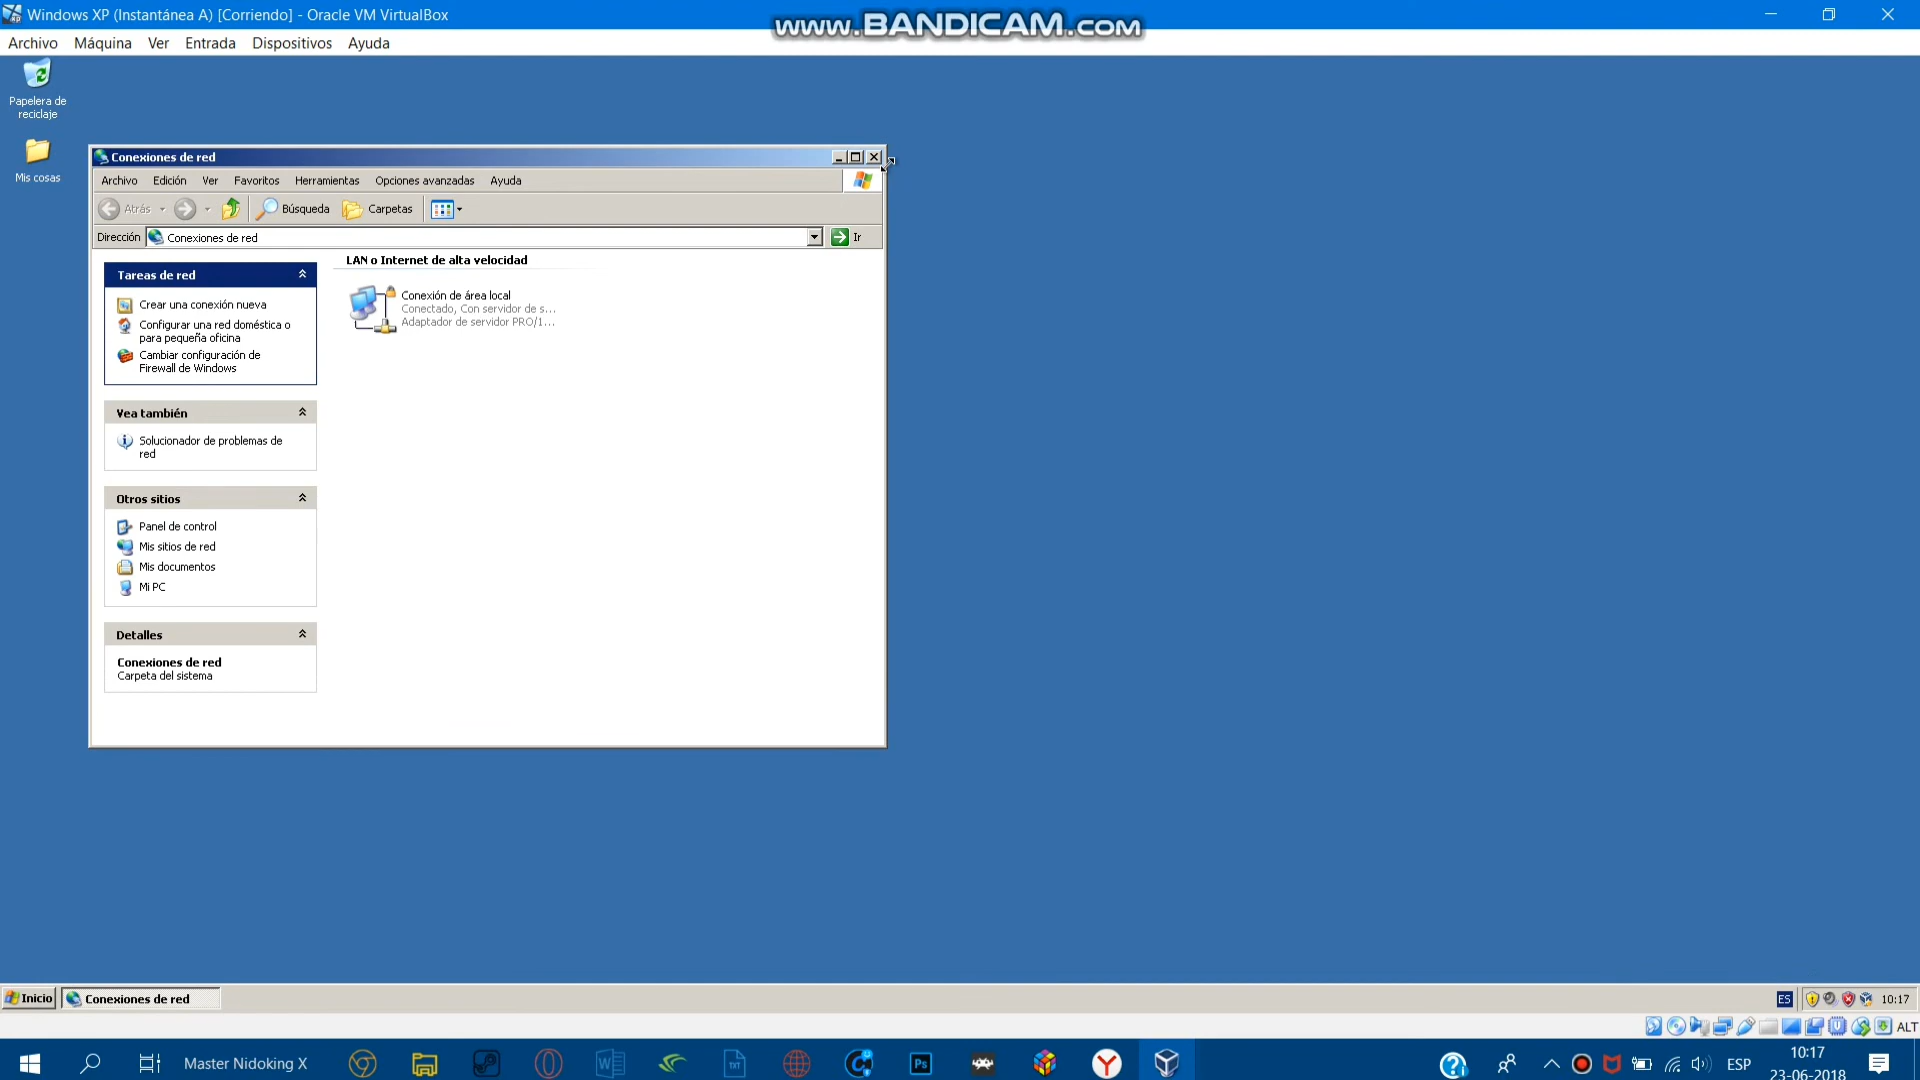 Windows XP (Instantánea A) [Corriendo] - Oracle VM VirtualBox
www.BANDICAM.com
Archivo Máquina Ver Entrada Dispositivos Ayuda
Papelera de
reciclaje
Mis cosas
Conexiones de red
Archivo Edición Ver Favoritos Herramientas Opciones avanzadas Ayuda
Atrás Búsqueda Carpetas
Dirección Conexiones de red Ir
Tareas de red
Crear una conexión nueva
Configurar una red doméstica o
para pequeña oficina
Cambiar configuración de
Firewall de Windows
Vea también
Solucionador de problemas de
red
Otros sitios
Panel de control
Mis sitios de red
Mis documentos
Mi PC
Detalles
Conexiones de red
Carpeta del sistema
LAN o Internet de alta velocidad
Conexión de área local
Conectado, Con servidor de s...
Adaptador de servidor PRO/1...
Inicio Conexiones de red ES 10:17
ALT
Master Nidoking X Ps ESP 10:17
23-06-2018